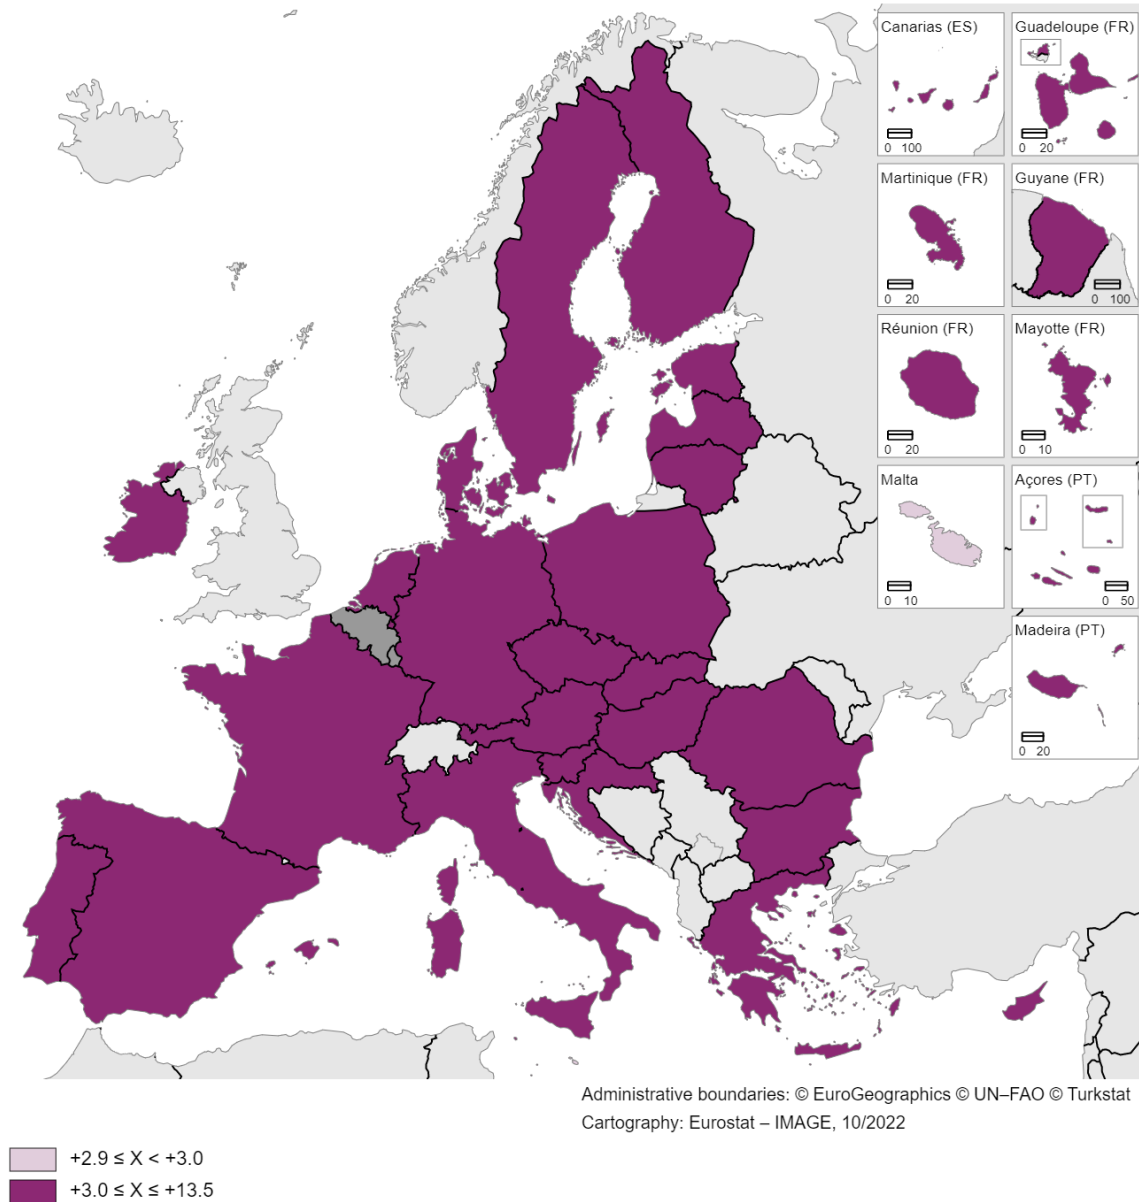 Canarias (ES)
0 100
Guadeloupe (FR)
0 20
Martinique (FR)
0 20
Guyane (FR)
0 100
Réunion (FR)
0 20
Mayotte (FR)
0 10
Malta
0 10
Açores (PT)
0 50
Madeira (PT)
0 20
Administrative boundaries: © EuroGeographics © UN–FAO © Turkstat
Cartography: Eurostat – IMAGE, 10/2022
+2.9 ≤ X < +3.0
+3.0 ≤ X ≤ +13.5